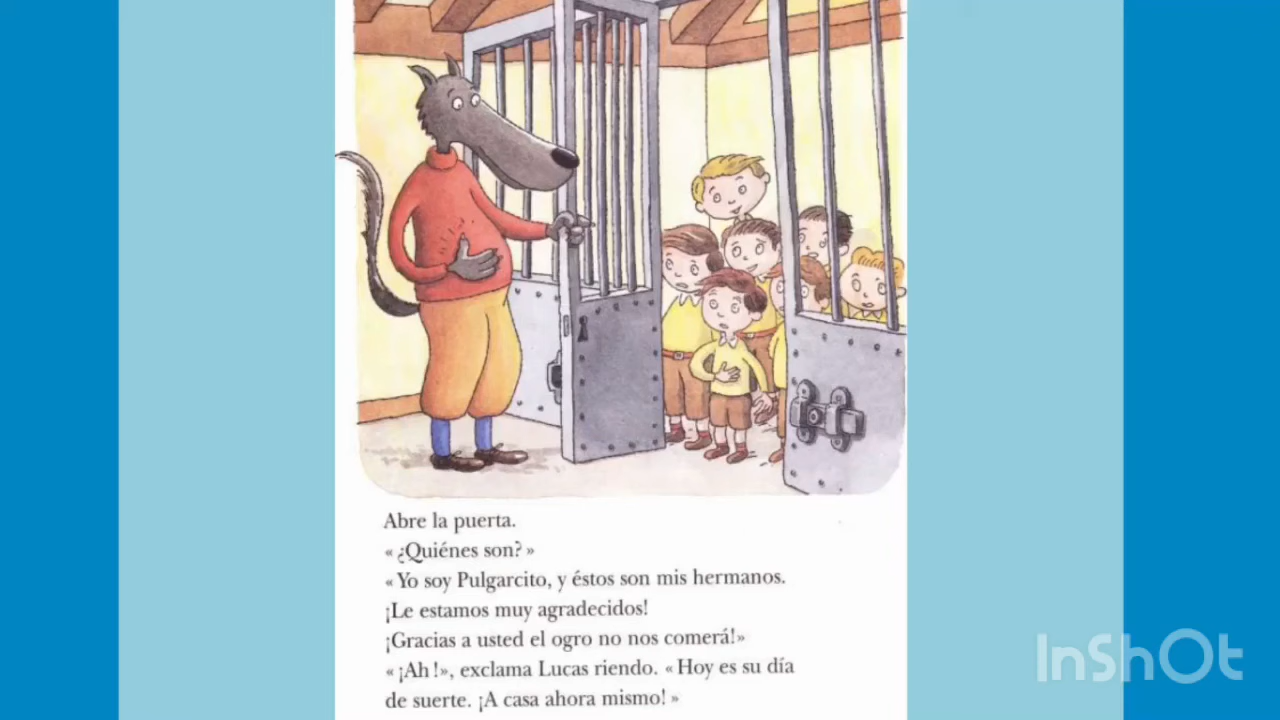 Abre la puerta.
« ¿Quiénes son? »
« Yo soy Pulgarcito, y éstos son mis hermanos.
¡Le estamos muy agradecidos!
¡Gracias a usted el ogro no nos comerá!»
« ¡Ah !», exclama Lucas riendo. « Hoy es su día
de suerte. ¡A casa ahora mismo! »
InShOt